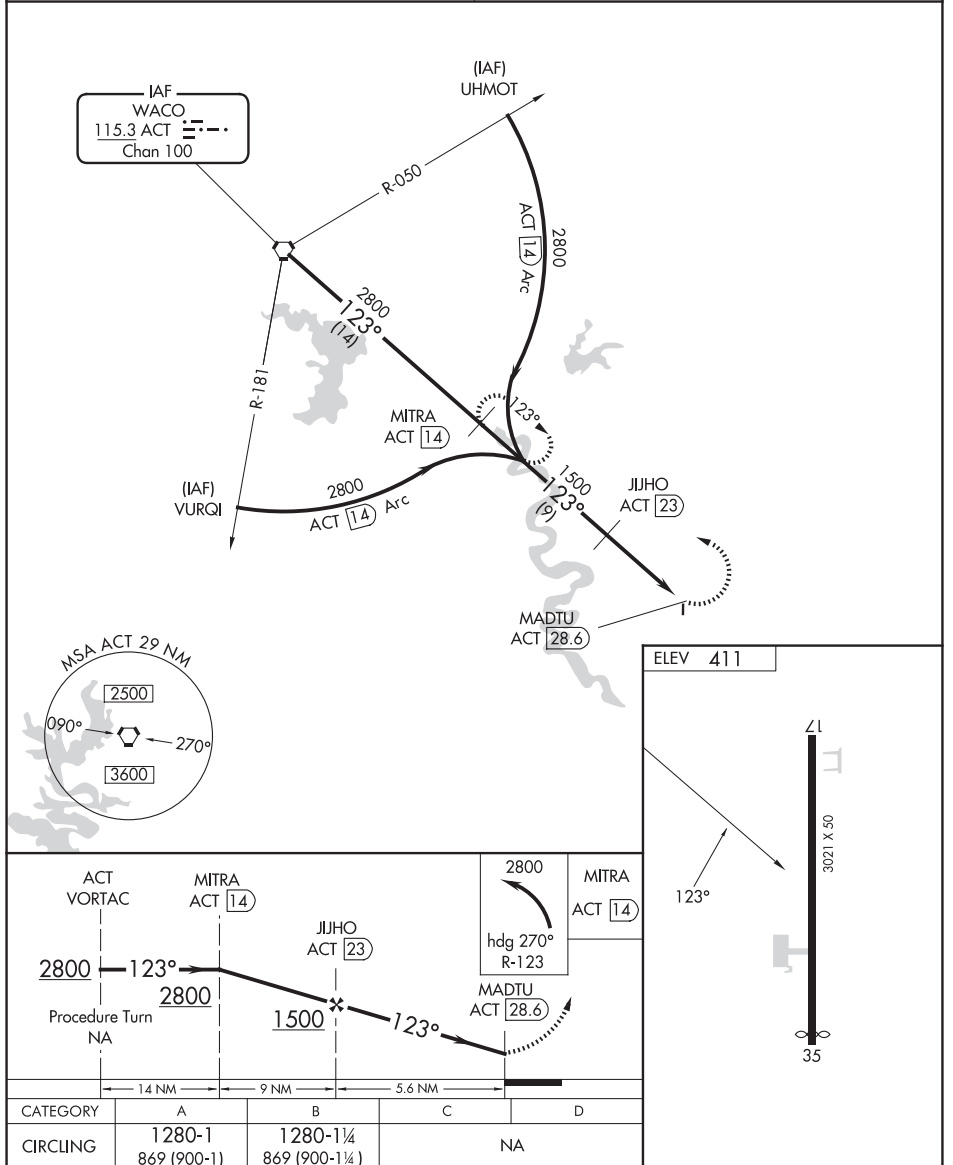 (IAF)
UHMOT
IAF
WACO
115.3 ACT
Chan 100
R-050
ACT 14 Arc
2800
2800
123°
(14)
R-181
MITRA
ACT 14
123°
(IAF)
VURQI
2800
ACT 14 Arc
1500
123°
(9)
JIJHO
ACT 23
MADTU
ACT 28.6
MSA ACT 29 NM
2500
090°
270°
3600
ELEV 411
17
3021 X 50
123°
35
ACT
VORTAC
MITRA
ACT 14
JIJHO
ACT 23
2800
hdg 270°
R-123
MITRA
ACT 14
MADTU
ACT 28.6
2800
123°
2800
Procedure Turn
NA
1500
123°
14 NM
9 NM
5.6 NM
CATEGORY A B C D
CIRCLING
1280-1
869 (900-1)
1280-1¼
869 (900-1¼)
NA